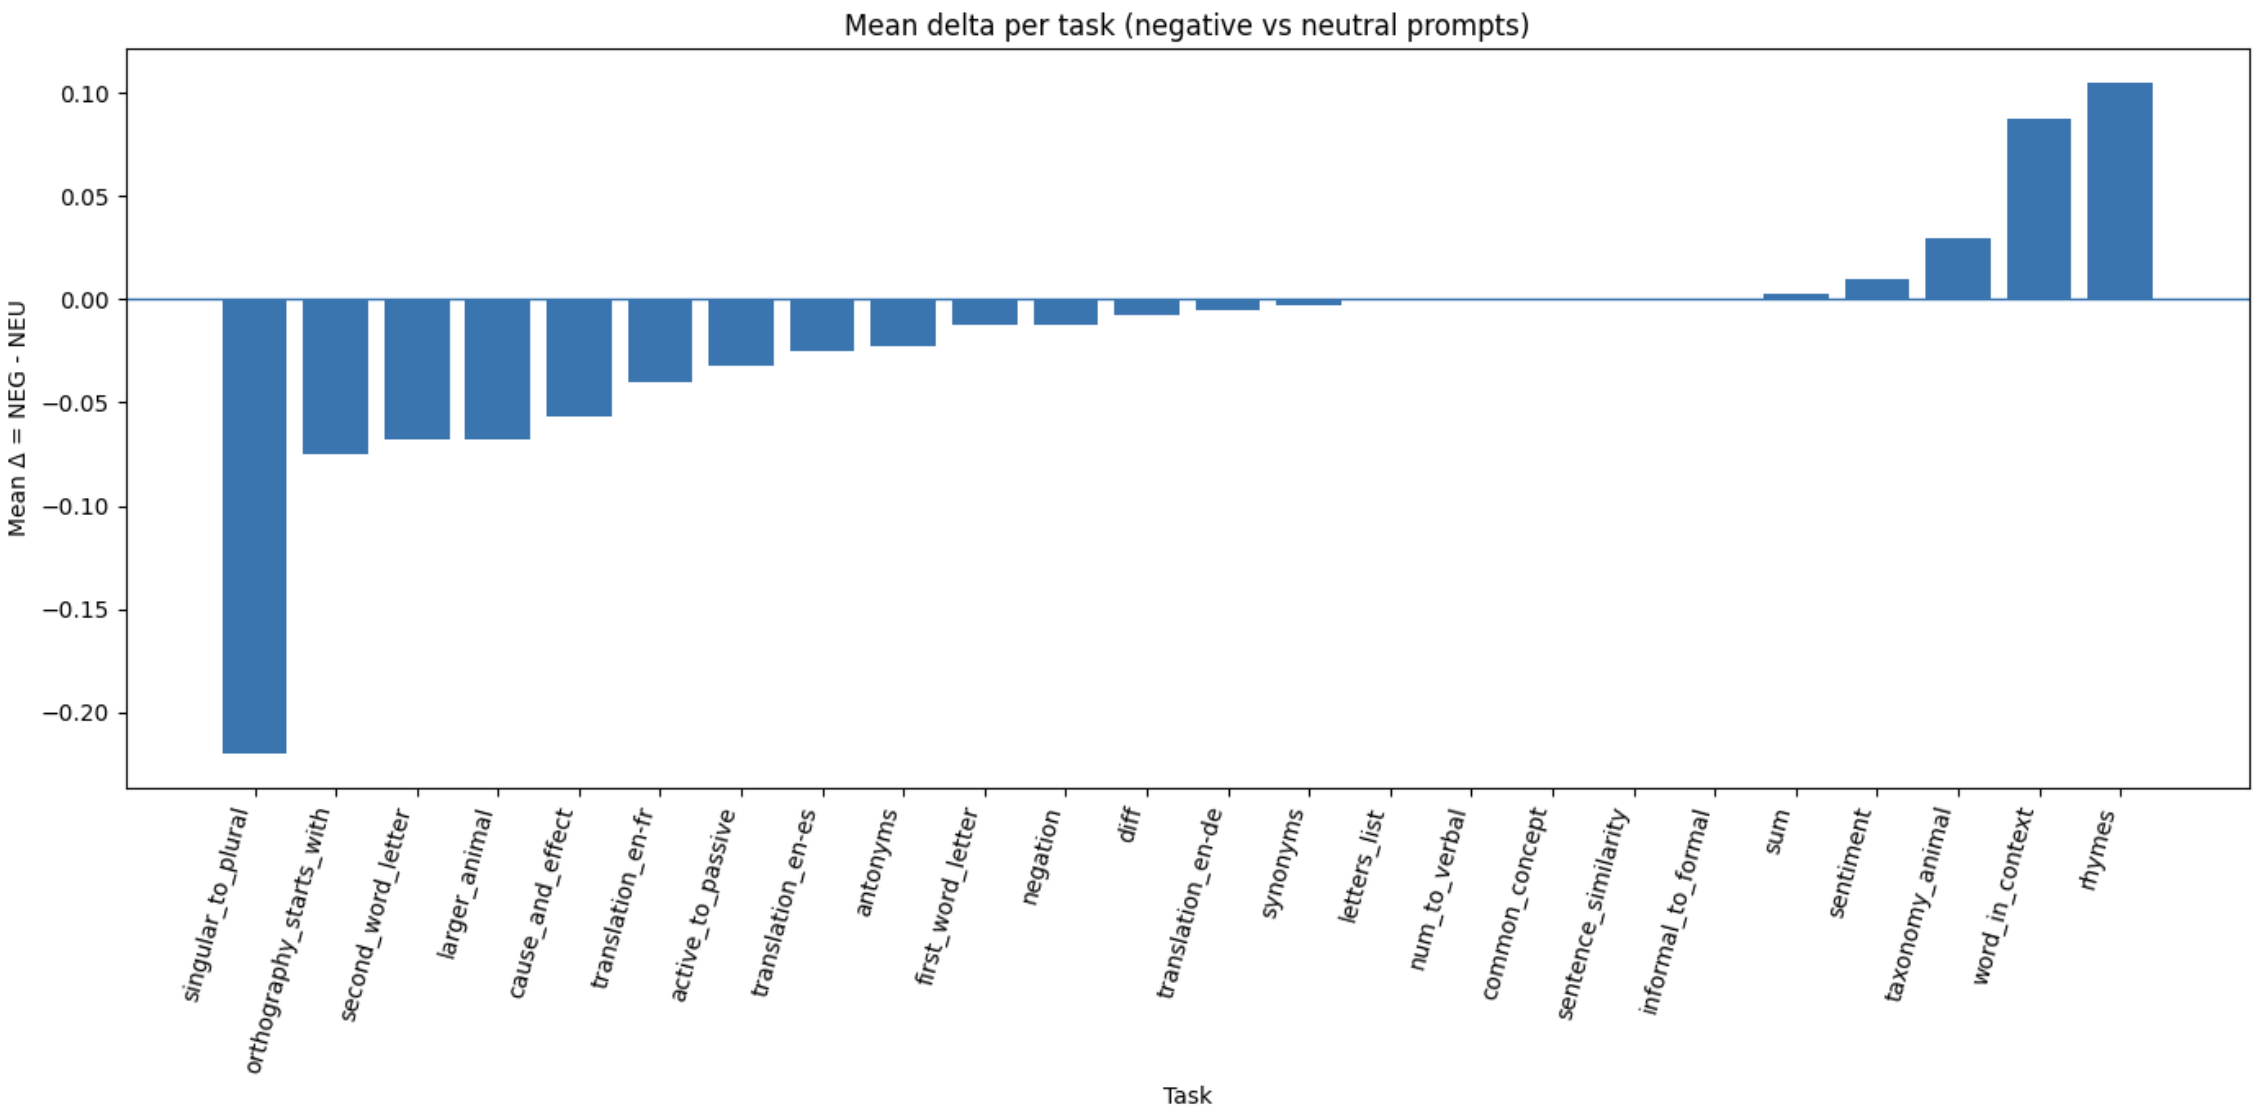 Mean delta per task (negative vs neutral prompts)
Mean Δ = NEG - NEU
0.10
0.05
0.00
−0.05
−0.10
−0.15
−0.20
singular_to_plural
orthography_starts_with
second_word_letter
larger_animal
cause_and_effect
translation_en-fr
active_to_passive
translation_en-es
antonyms
first_word_letter
negation
diff
translation_en-de
synonyms
letters_list
num_to_verbal
common_concept
sentence_similarity
informal_to_formal
sum
sentiment
taxonomy_animal
word_in_context
rhymes
Task